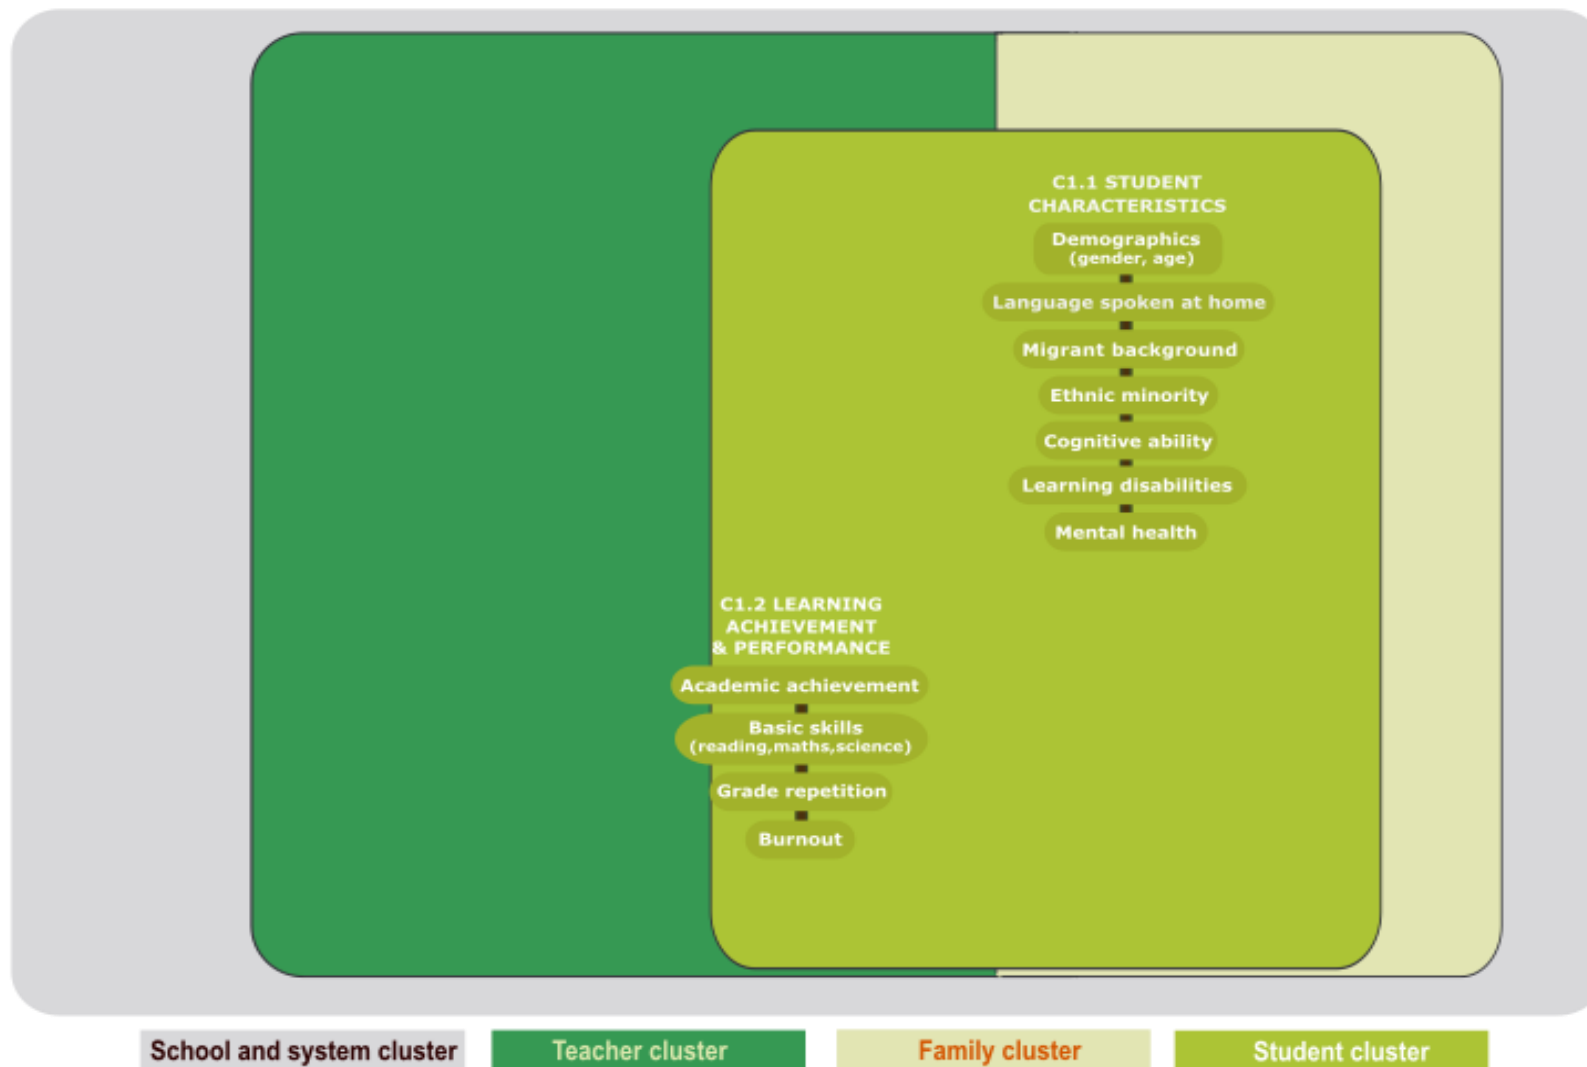 C1.1 STUDENT
CHARACTERISTICS
Demographics
(gender, age)
Language spoken at home
Migrant background
Ethnic minority
Cognitive ability
Learning disabilities
Mental health
C1.2 LEARNING
ACHIEVEMENT
& PERFORMANCE
Academic achievement
Basic skills
(reading,maths,science)
Grade repetition
Burnout
School and system cluster
Teacher cluster
Family cluster
Student cluster